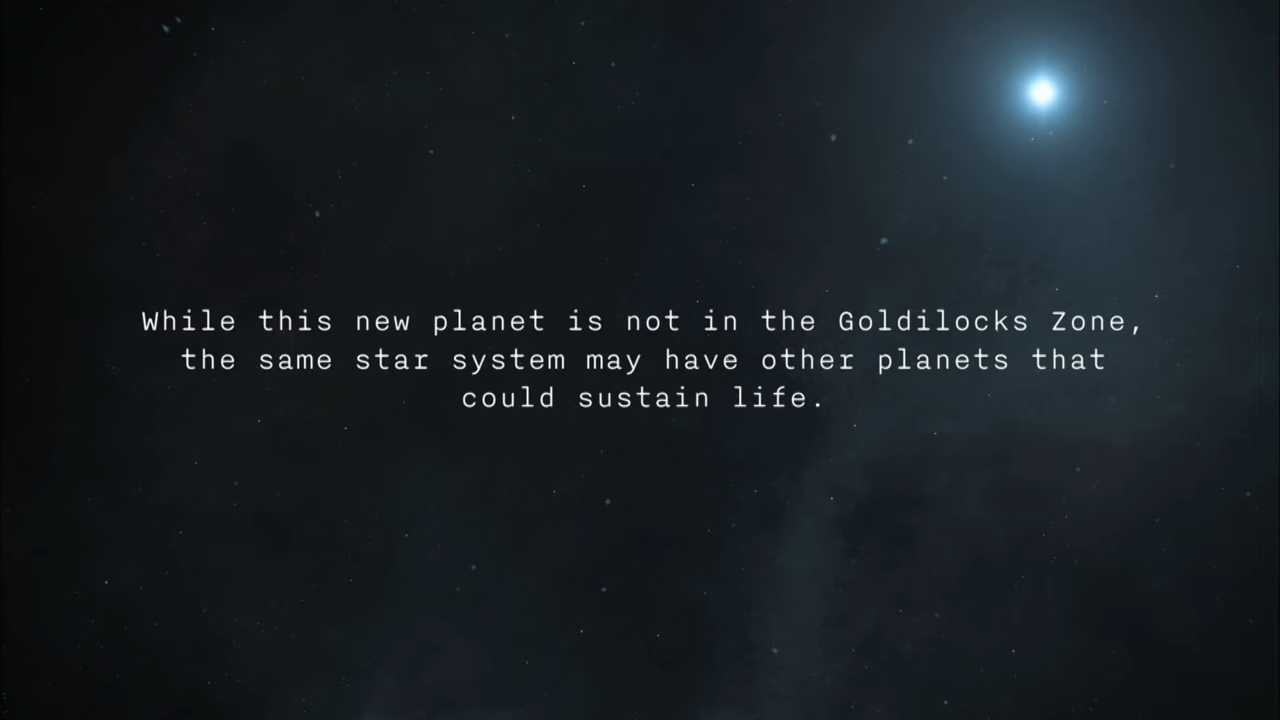 While this new planet is not in the Goldilocks Zone,
the same star system may have other planets that
could sustain life.